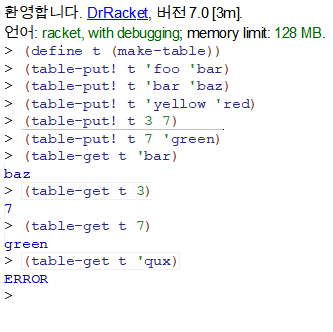 환영합니다. DrRacket, 버전 7.0 [3m].
언어: racket, with debugging; memory limit: 128 MB.
> (define t (make-table))
> (table-put! t 'foo 'bar)
> (table-put! t 'bar 'baz)
> (table-put! t 'yellow 'red)
> (table-put! t 3 7)
> (table-put! t 7 'green)
> (table-get t 'bar)
baz
> (table-get t 3)
7
> (table-get t 7)
green
> (table-get t 'qux)
ERROR
>